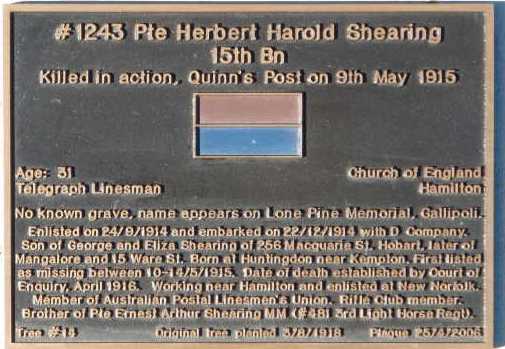 #1243 Pte Herbert Harold Shearing
15th Bn
Killed in action, Quinn's Post on 9th May 1915
Age: 31
Church of England
Telegraph Linesman
Hamilton
No known grave, name appears on Lone Pine Memorial, Gallipoli.
Enlisted on 24/9/1914 and embarked on 22/12/1914 with D Company.
Son of George and Eliza Shearing of 256 Macquarie St. Hobart, later of
Mangalore and 15 Ware St. Born at Huntingdon near Kempton. First listed
as missing between 10-14/5/1915. Date of death established by Court of
Enquiry, April 1916. Working near Hamilton and enlisted at New Norfolk.
Member of Australian Postal Linesmen's Union. Rifle Club member.
Brother of Pte Ernest Arthur Shearing MM (#481 3rd Light Horse Regt).
Tree #14
Original tree planted 3/8/1918
Plaque 25/4/2006